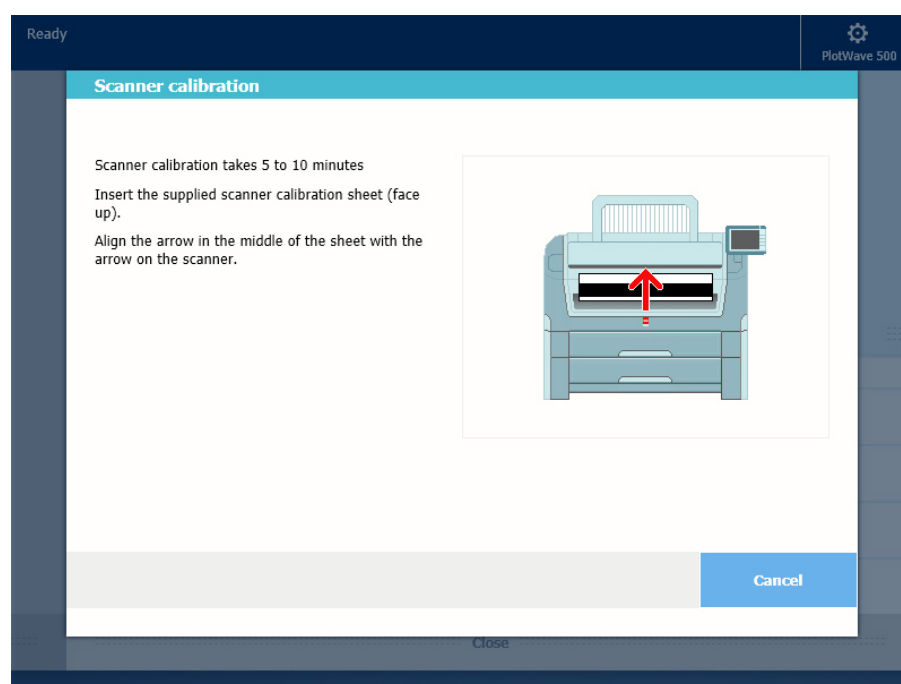 Ready
PlotWave 500
Scanner calibration
Scanner calibration takes 5 to 10 minutes
Insert the supplied scanner calibration sheet (face
up).
Align the arrow in the middle of the sheet with the
arrow on the scanner.
Cancel
Close